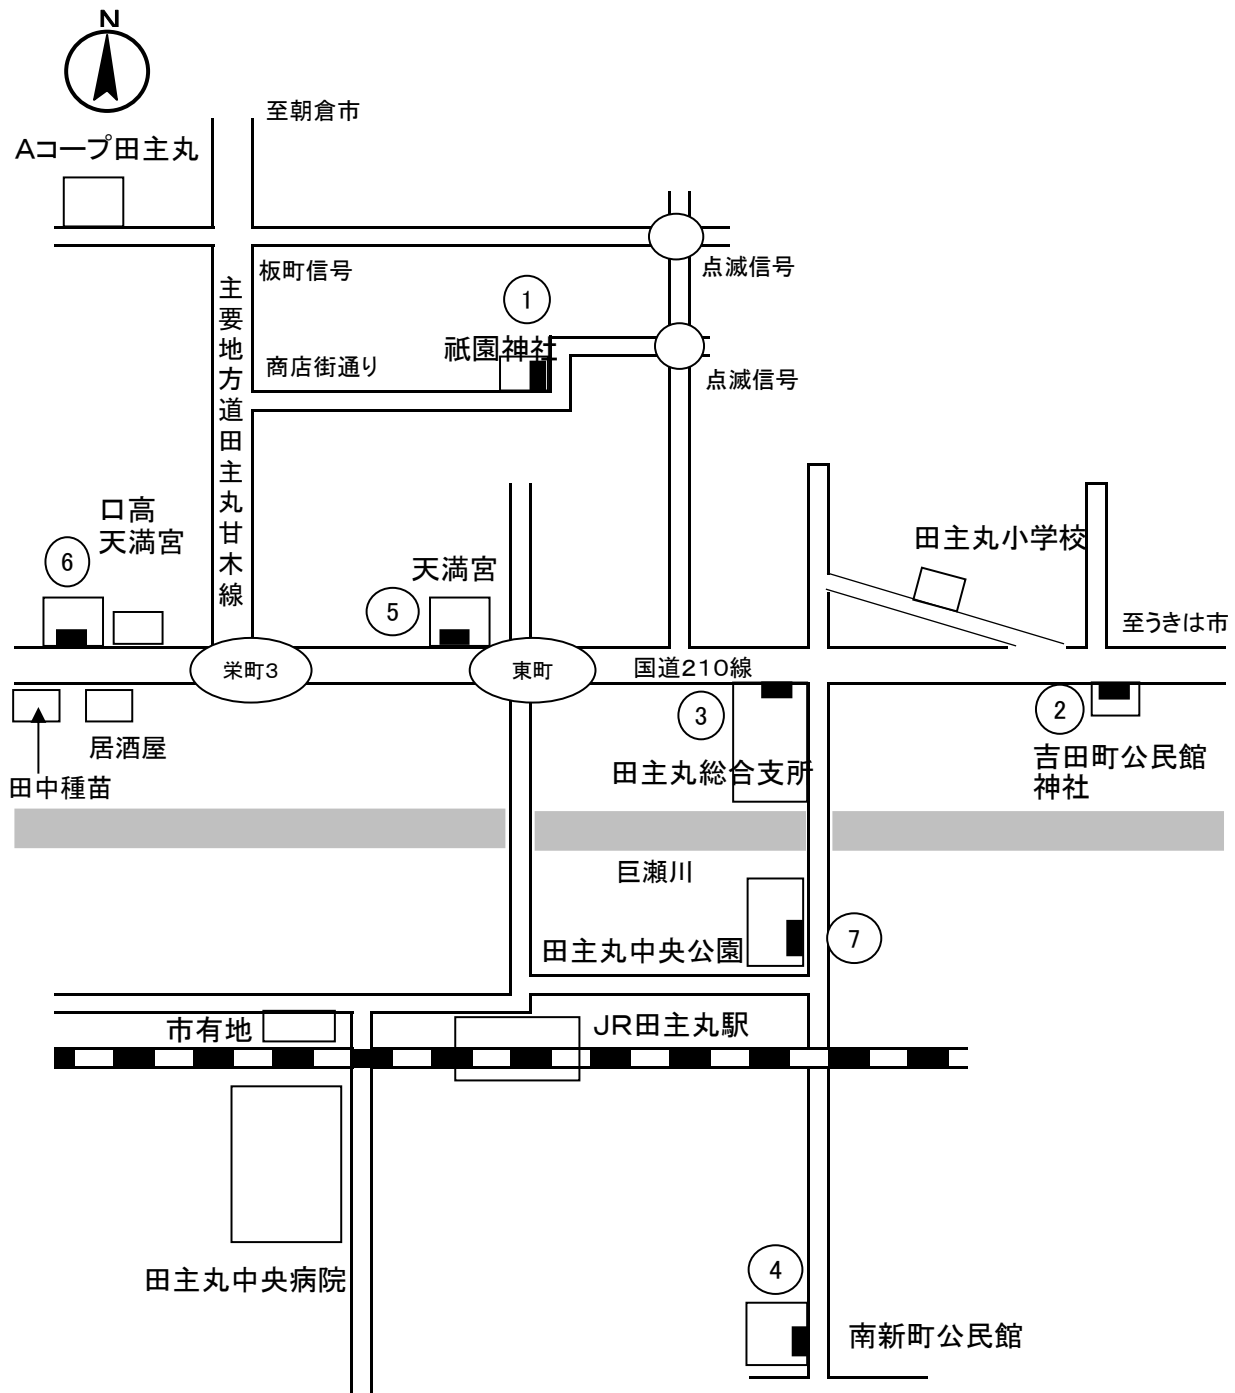 N
至朝倉市
Aコープ田主丸
板町信号
点滅信号
主要地方道田主丸甘木線
1
祇園神社
商店街通り
点滅信号
口高
天満宮
6
天満宮
5
田主丸小学校
至うきは市
栄町3
東町
国道210線
3
2
居酒屋
田中種苗
田主丸総合支所
吉田町公民館
神社
巨瀬川
田主丸中央公園
7
市有地
JR田主丸駅
田主丸中央病院
4
南新町公民館